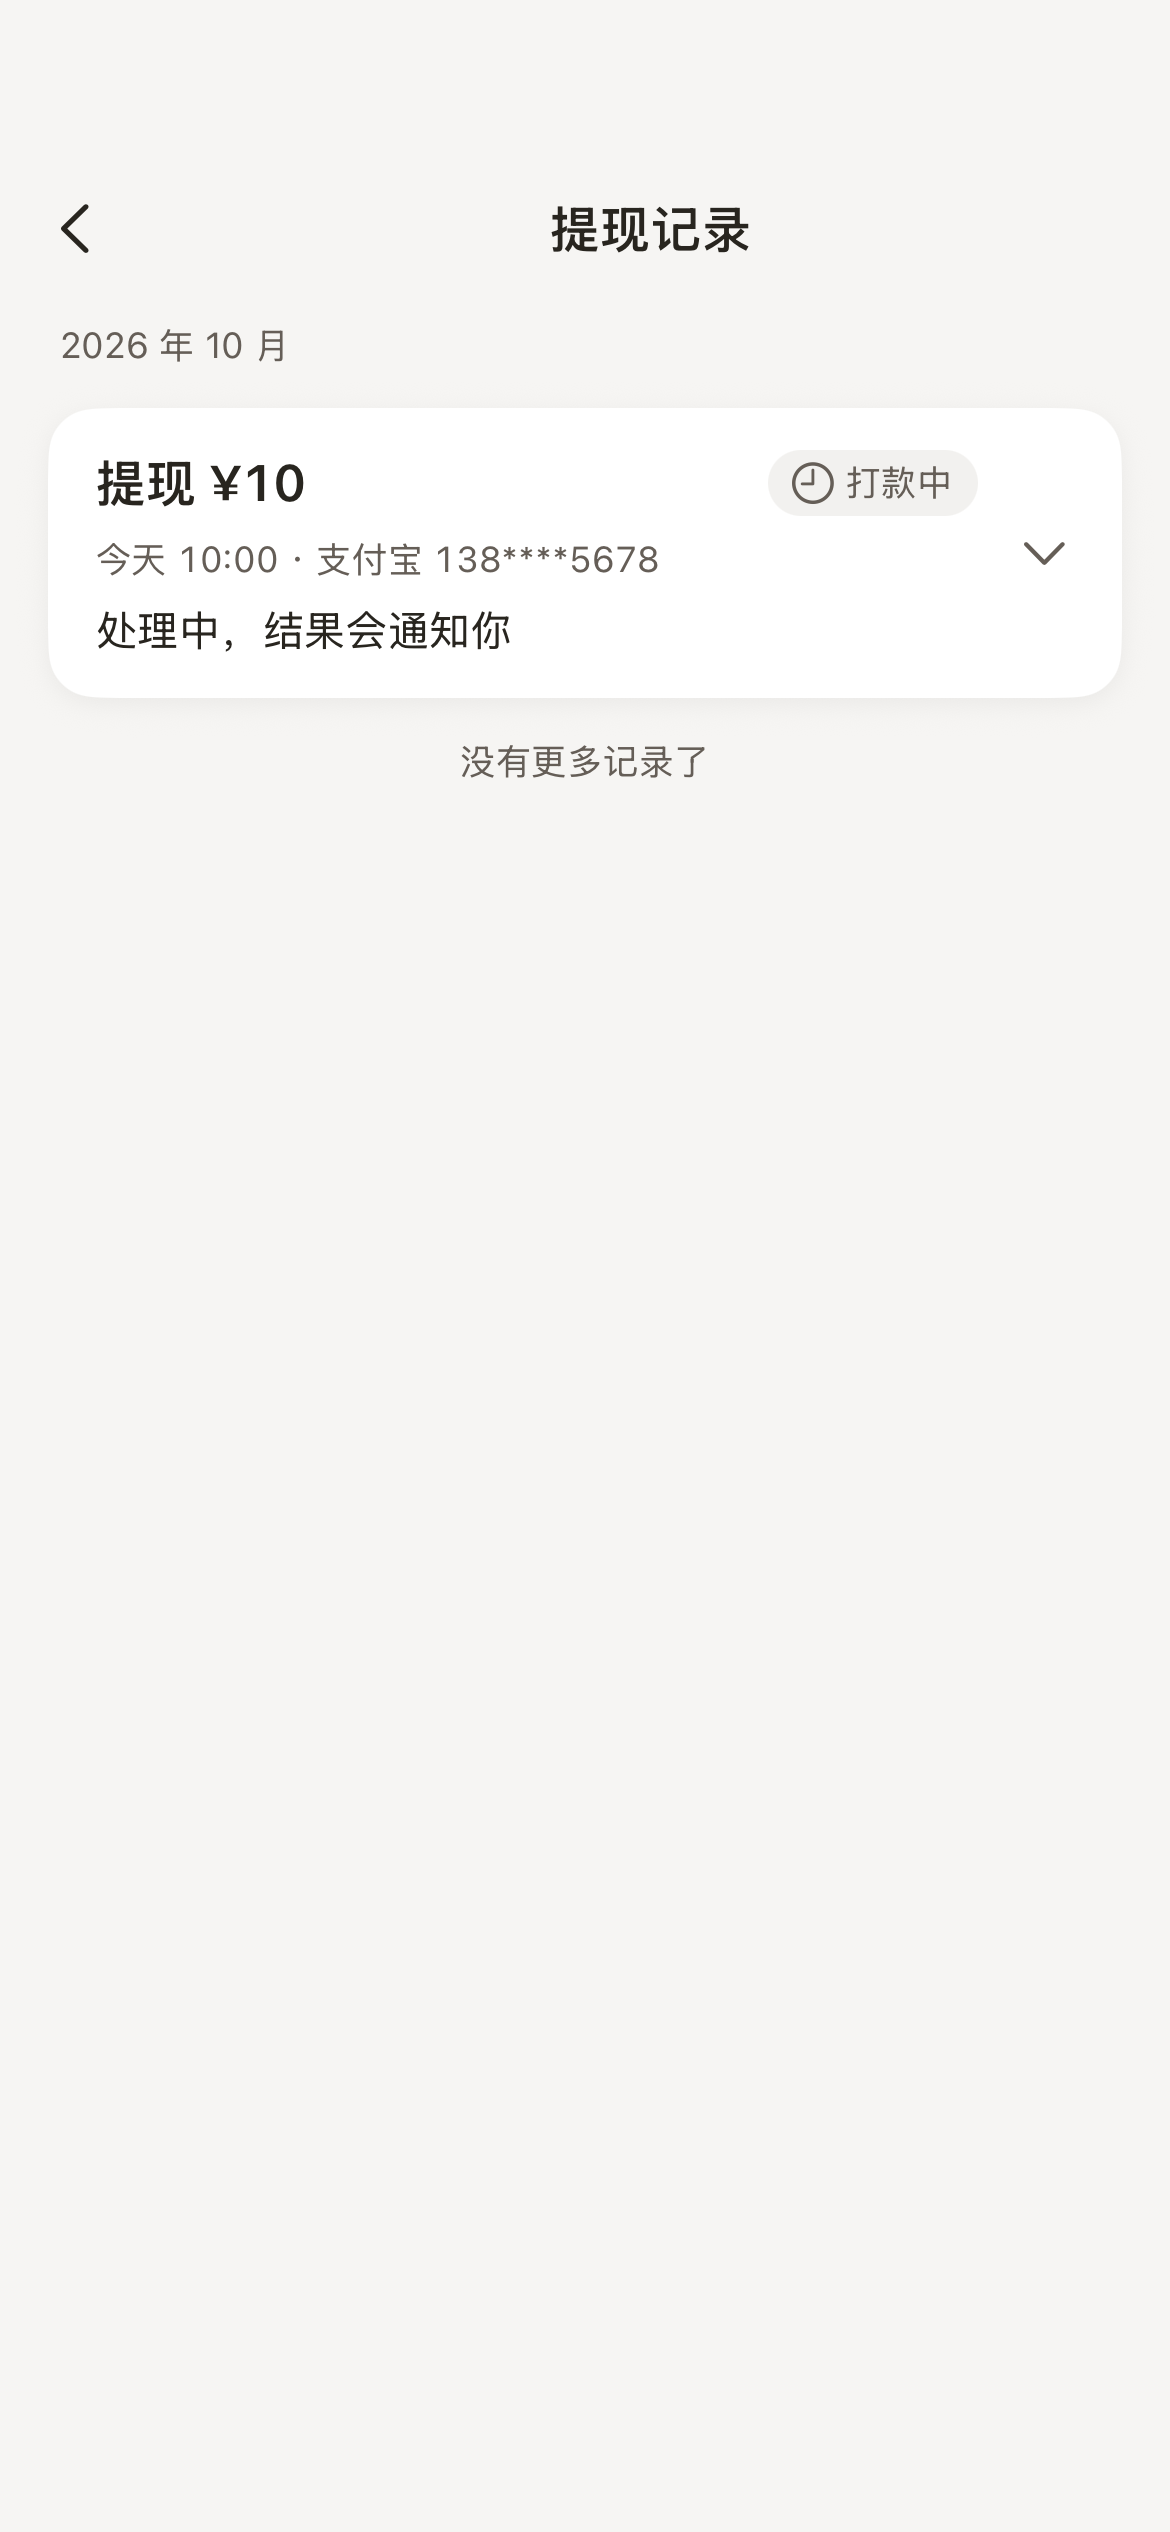 提现记录
2026 年 10 月
提现 ¥10
打款中
今天 10:00 · 支付宝 138****5678
处理中，结果会通知你
没有更多记录了